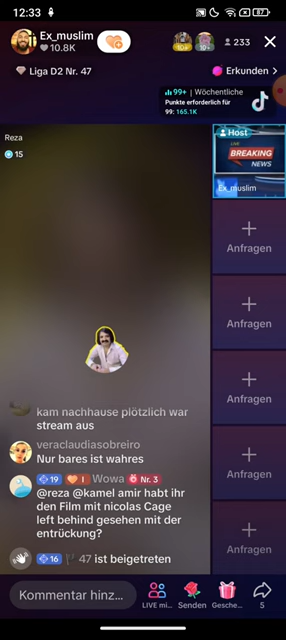 12:33
87
Ex_muslim
10.8K
10+
10+
233
Liga D2 Nr. 47
Erkunden >
99+ | Wöchentliche
Punkte erforderlich für
99: 165.1K
Reza
15
Host
LIVE
BREAKING
NEWS
Ex_muslim
Anfragen
Anfragen
Anfragen
Anfragen
Anfragen
kam nachhause plötzlich war
stream aus
veraclaudiasobreiro
Nur bares ist wahres
19 I Wowa Nr. 3
@reza @kamel amir habt ihr
den Film mit nicolas Cage
left behind gesehen mit der
entrückung?
16 47 ist beigetreten
Kommentar hinz...
LIVE mi...
Senden
Gesche...
5